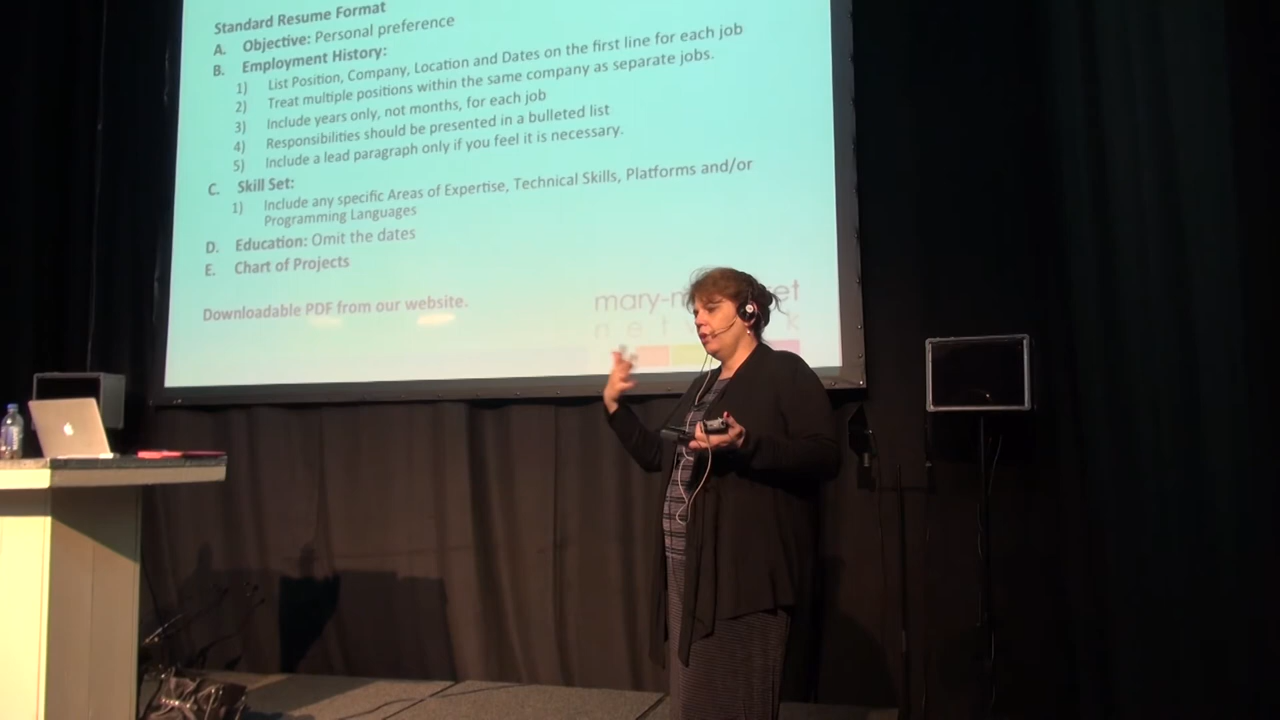 Standard Resume Format
A. Objective: Personal preference
B. Employment History:
1) List Position, Company, Location and Dates on the first line for each job
2) Treat multiple positions within the same company as separate jobs.
3) Include years only, not months, for each job
4) Responsibilities should be presented in a bulleted list
5) Include a lead paragraph only if you feel it is necessary.
C. Skill Set:
1) Include any specific Areas of Expertise, Technical Skills, Platforms and/or
Programming Languages
D. Education: Omit the dates
E. Chart of Projects
Downloadable PDF from our website.
mary-m et
n e t k